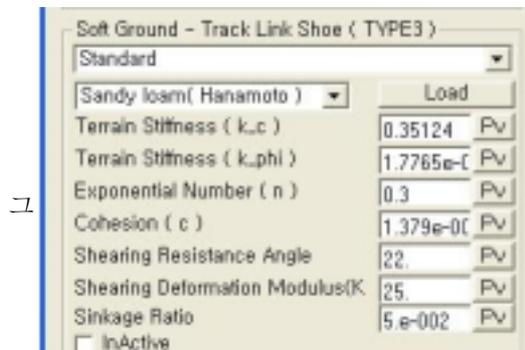 Soft Ground - Track Link Shoe ( TYPE3 )
Standard
Sandy loam( Hanamoto ) Load
Terrain Stiffness ( k_c ) 0.35124 Pv
Terrain Stiffness ( k_phi ) 1.7765e-0 Pv
Exponential Number ( n ) 0.3 Pv
Cohesion ( c ) 1.379e-00 Pv
Shearing Resistance Angle 22. Pv
Shearing Deformation Modulus(K 25. Pv
Sinkage Ratio 5.e-002 Pv
InActive